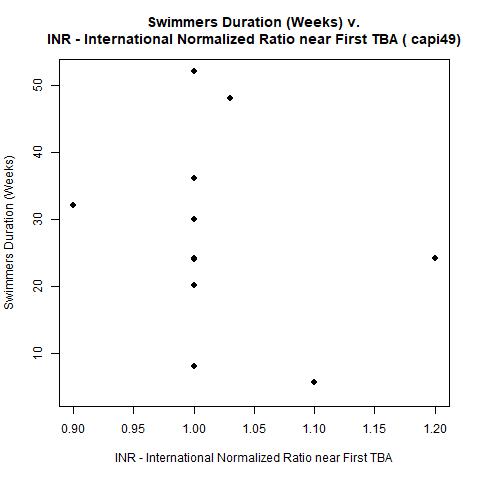 Swimmers Duration (Weeks) v.
INR - International Normalized Ratio near First TBA ( capi49)
Swimmers Duration (Weeks)
50
40
30
20
10
0.90 0.95 1.00 1.05 1.10 1.15 1.20
INR - International Normalized Ratio near First TBA